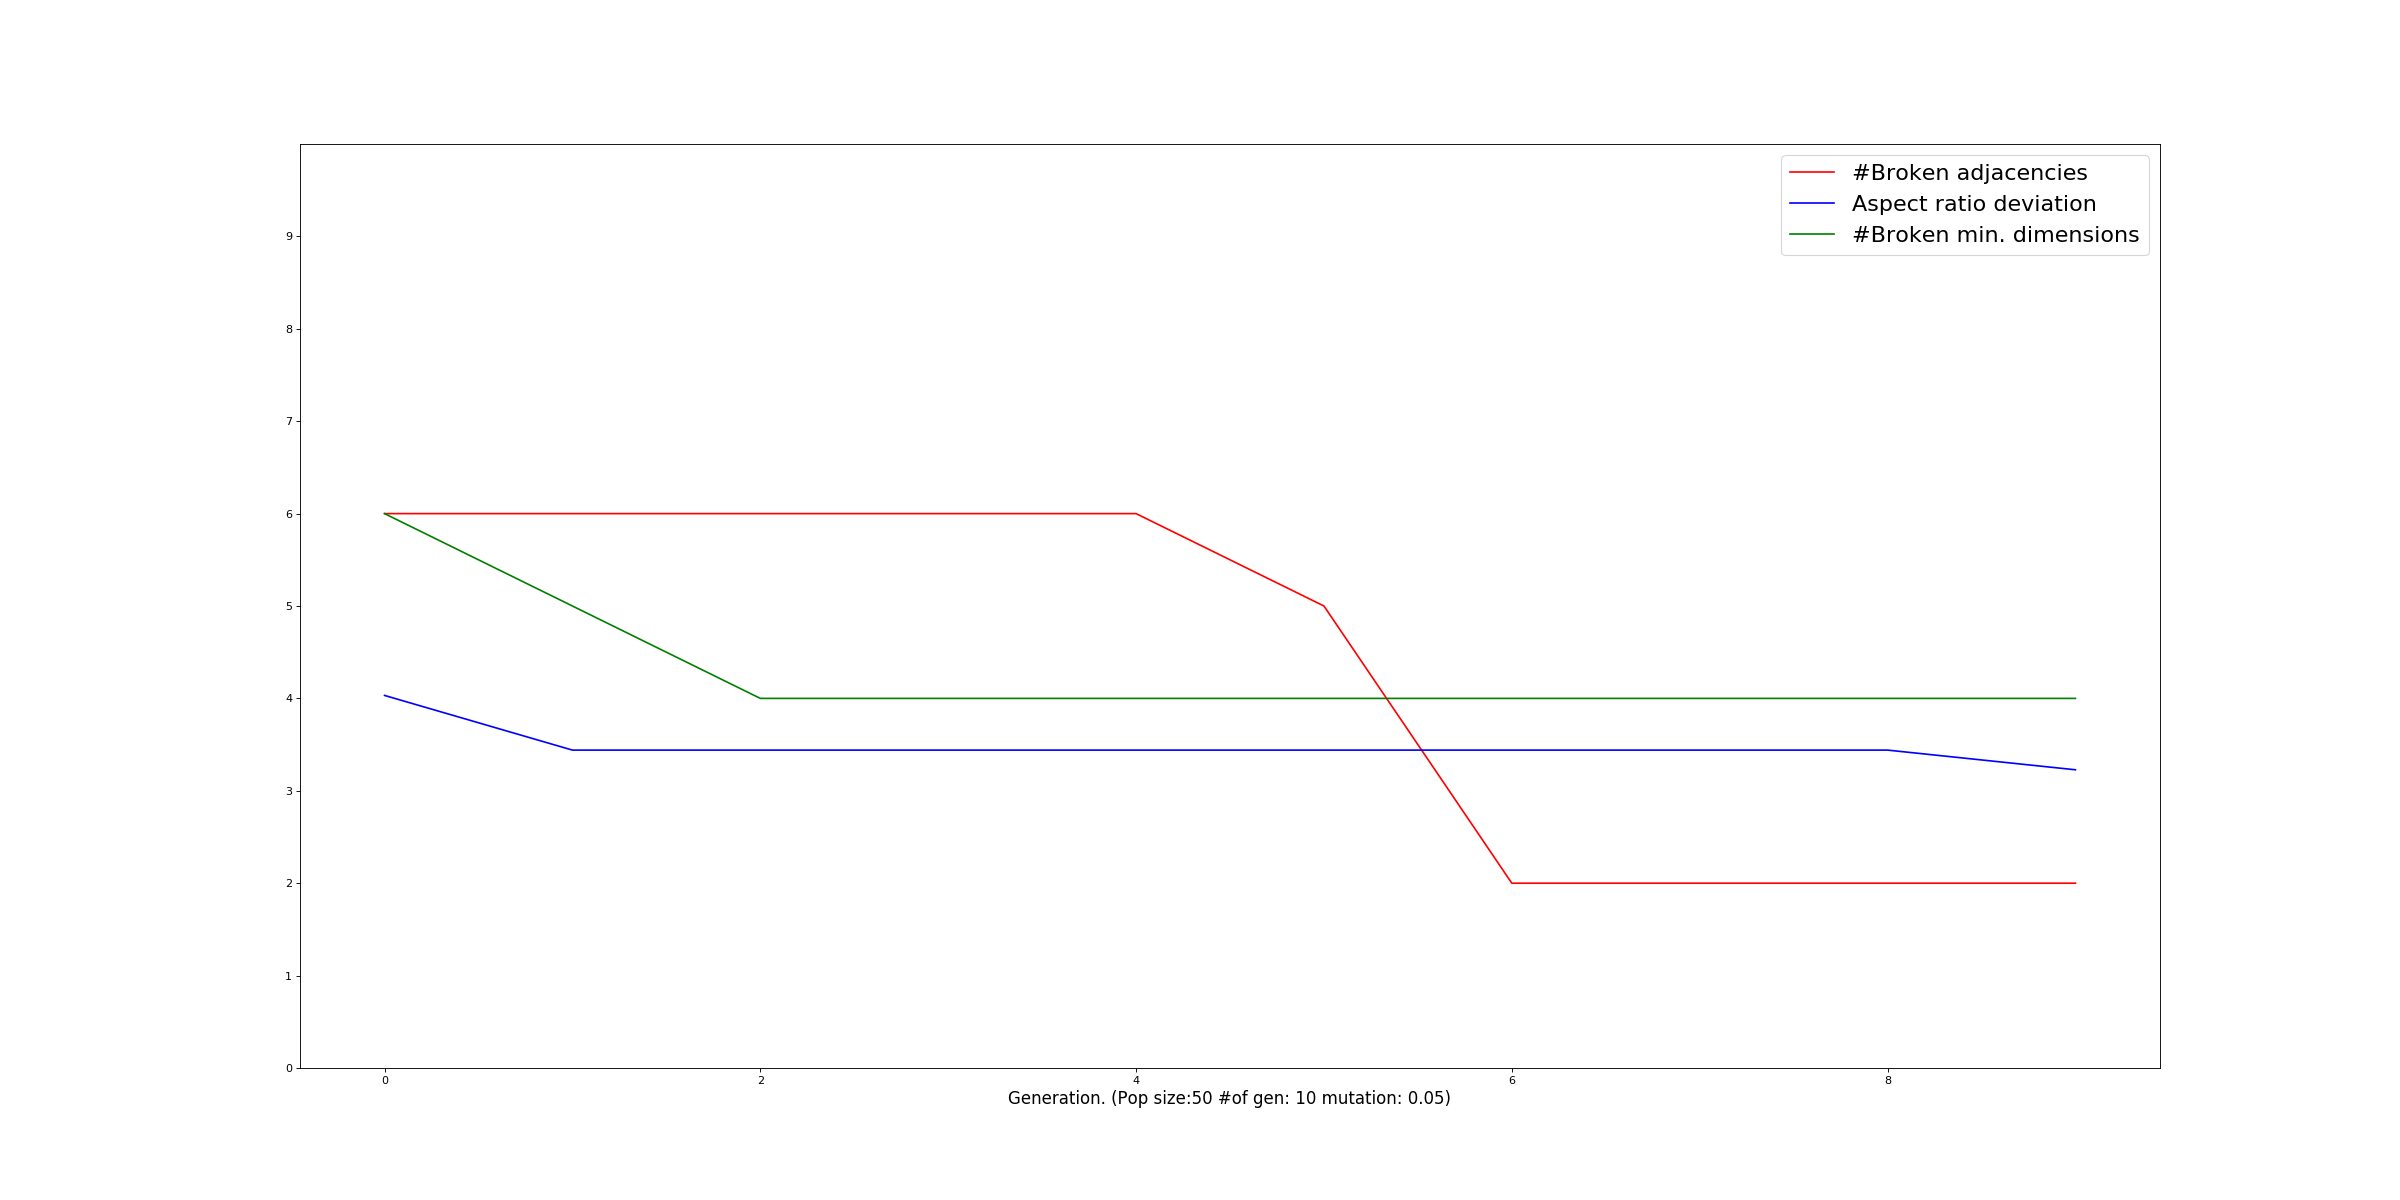 #Broken adjacencies
Aspect ratio deviation
#Broken min. dimensions
9
8
7
6
5
4
3
2
1
0
0 2 4 6 8
Generation. (Pop size:50 #of gen: 10 mutation: 0.05)